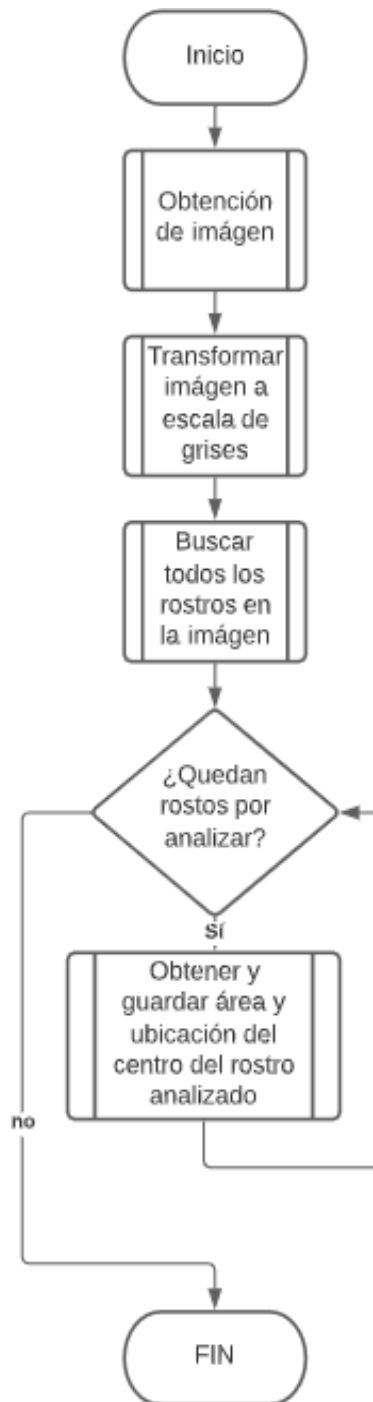 Inicio
Obtención
de imágen
Transformar
imágen a
escala de
grises
Buscar
todos los
rostros en
la imágen
¿Quedan
rostos por
analizar?
Sí
Obtener y
guardar área y
ubicación del
centro del rostro
analizado
no
FIN